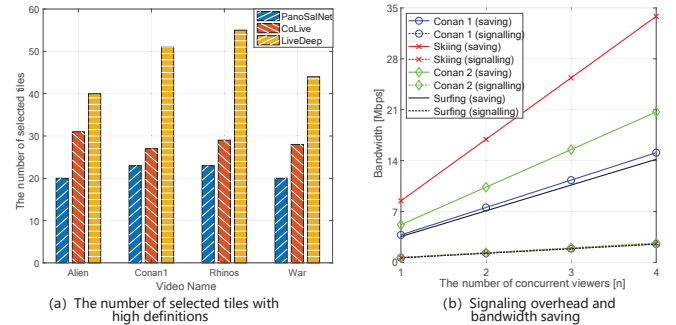 60
50
40
30
20
10
0
The number of selected tiles
PanoSalNet
CoLive
LiveDeep
Alien
Conan1
Rhinos
War
Video Name
(a) The number of selected tiles with
high definitions
35
28
21
14
7
0
Bandwidth [Mbps]
Conan 1 (saving)
Conan 1 (signalling)
Skiing (saving)
Skiing (signalling)
Conan 2 (saving)
Conan 2 (signalling)
Surfing (saving)
Surfing (signalling)
1
2
3
4
The number of concurrent viewers [n]
(b) Signaling overhead and
bandwidth saving